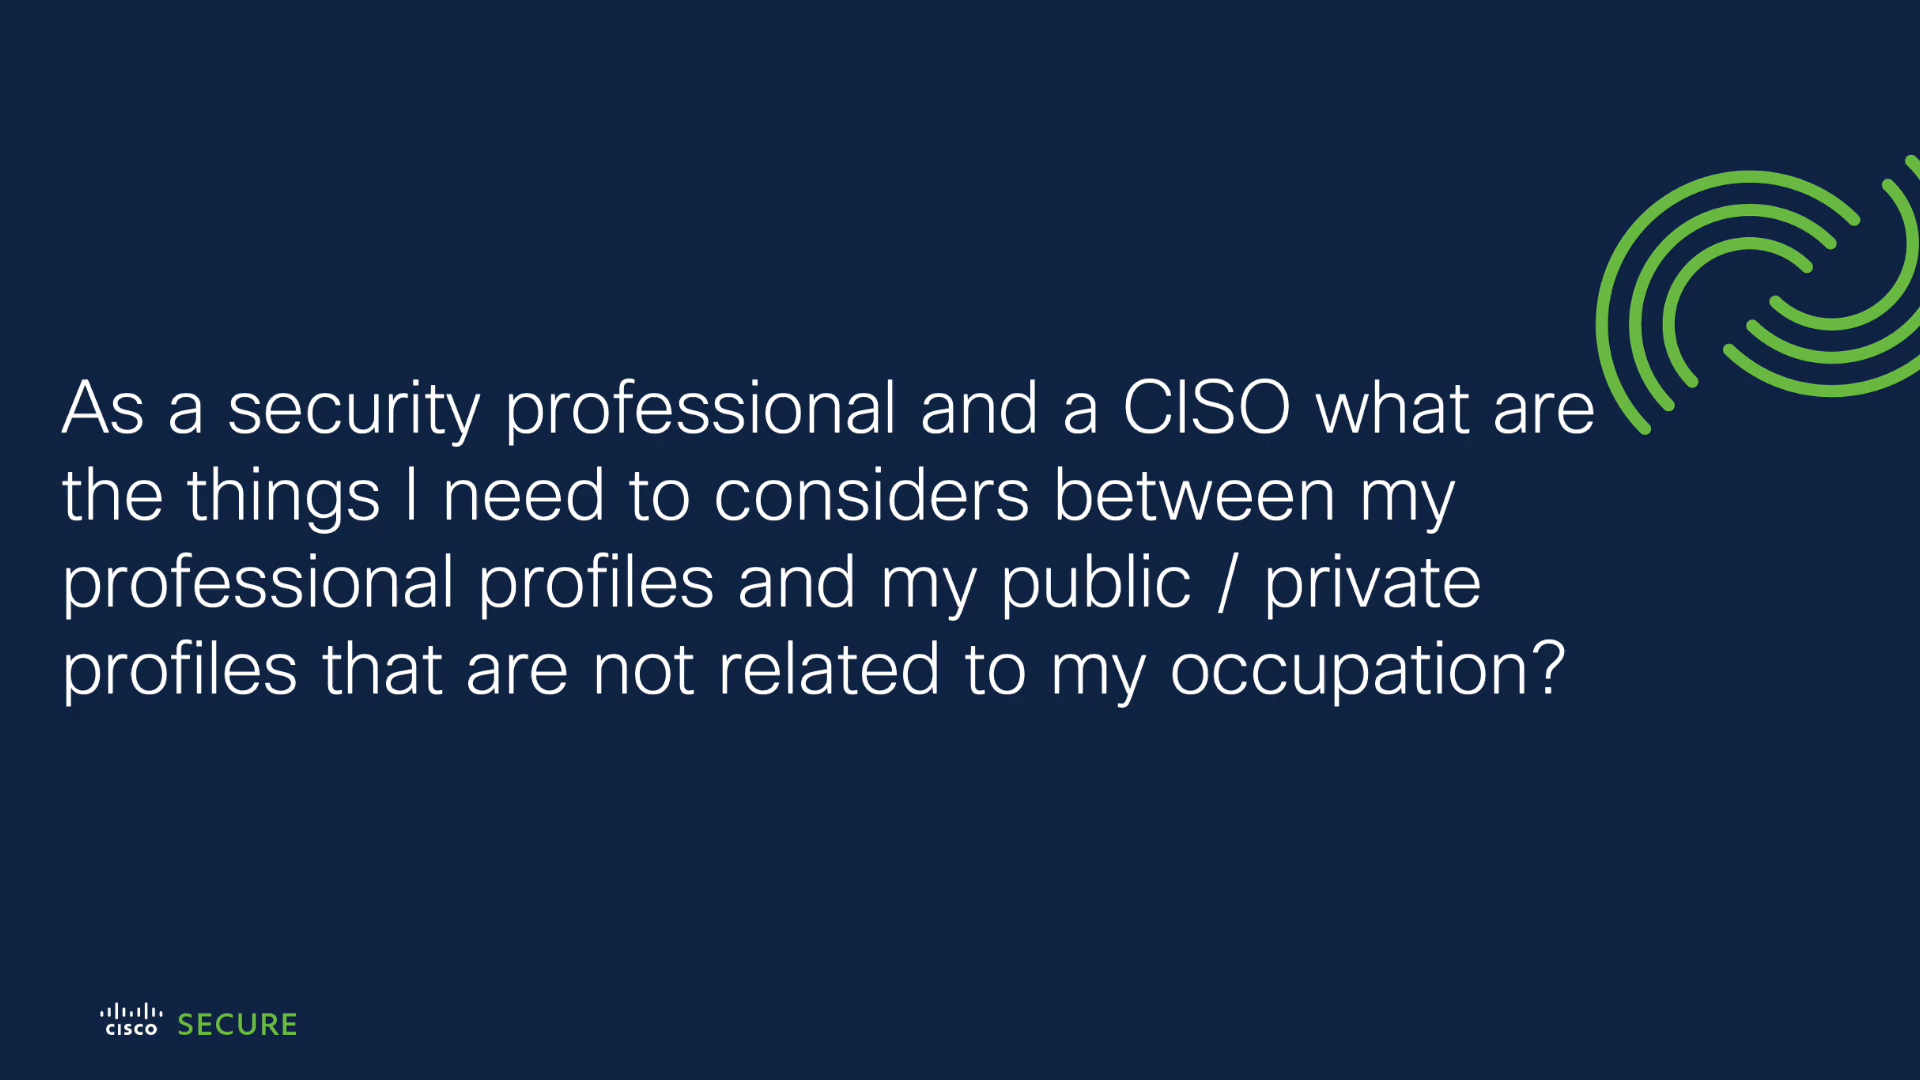 As a security professional and a CISO what are
the things I need to considers between my
professional profiles and my public / private
profiles that are not related to my occupation?
CISCO SECURE